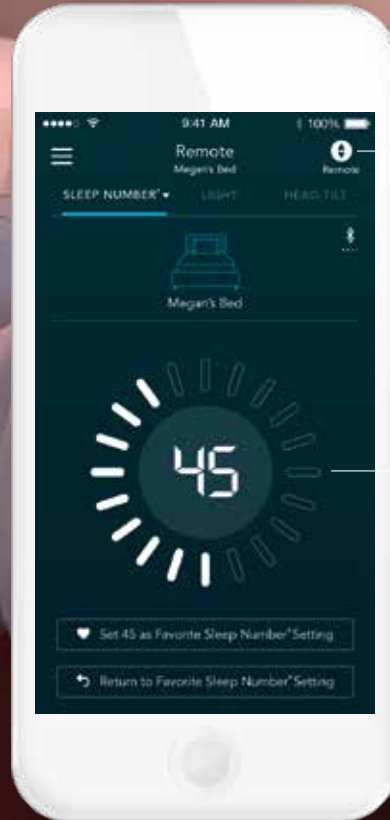 9:41 AM 100%
Remote
Megan's Bed
Remote
SLEEP NUMBER® LIGHT HEAD TILT
Megan's Bed
45
Set 45 as Favorite Sleep Number® Setting
Return to Favorite Sleep Number® Setting